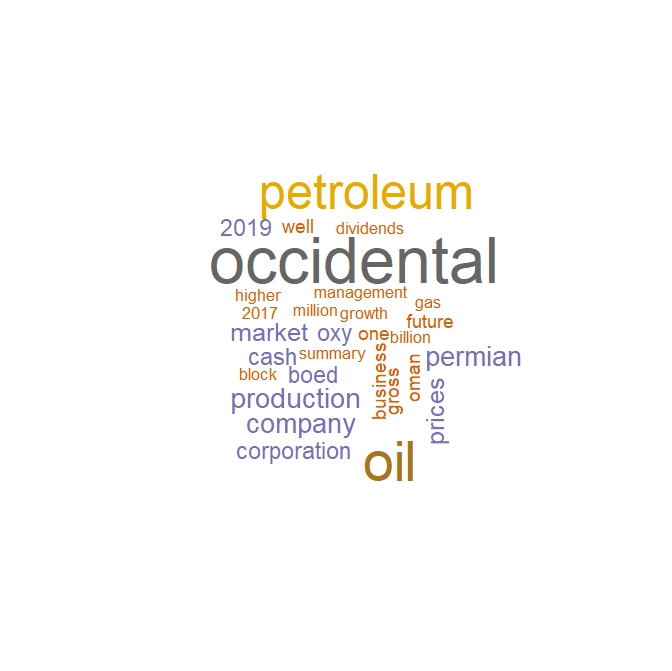 petroleum
2019 well dividends
occidental
higher management gas
2017 million growth future
market oxy one billion
cash summary permian
block boed business gross oman prices
production
company
corporation oil